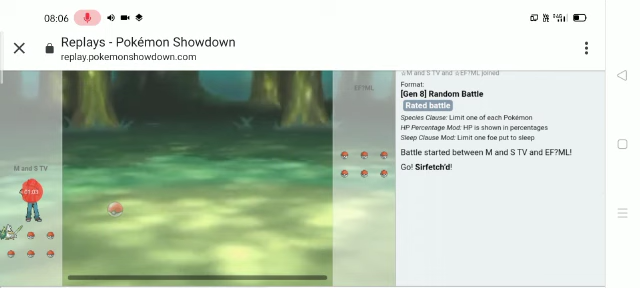 08:06
Replays - Pokémon Showdown
replay.pokemonshowdown.com
M and S TV and ☆EF?ML joined
Format:
[Gen 8] Random Battle
Rated battle
Species Clause: Limit one of each Pokémon
HP Percentage Mod: HP is shown in percentages
Sleep Clause Mod: Limit one foe put to sleep
Battle started between M and S TV and EF?ML!
Go! Sirfetch'd!
EF?ML
M and S TV